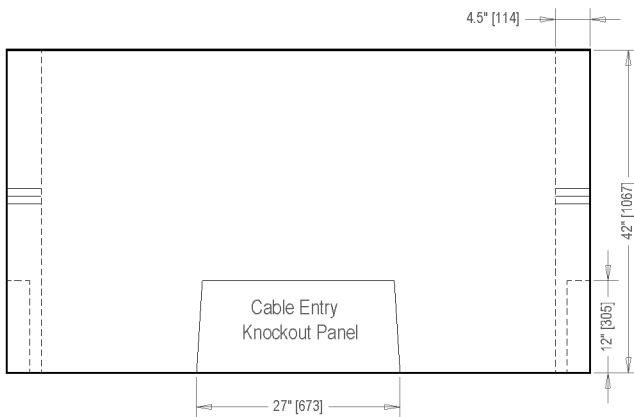 4.5" [114]
42" [1067]
12" [305]
Cable Entry
Knockout Panel
27" [673]